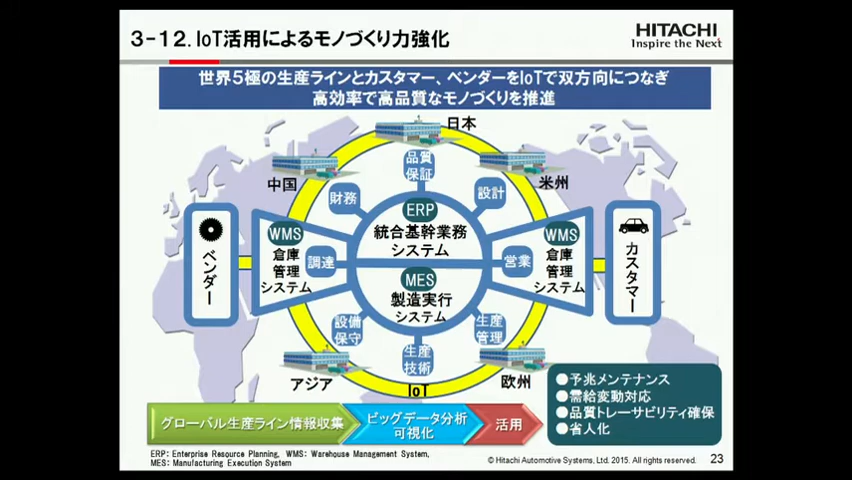 3-12.IoT活用によるモノづくり力強化
HITACHI
Inspire the Next
世界5極の生産ラインとカスタマー、ベンダーをIoTで双方向につなぎ
高効率で高品質なモノづくりを推進
日本
中国
米州
品質
保証
財務
設計
ERP
統合基幹業務
システム
ベンダー
WMS
倉庫
管理
システム
調達
営業
WMS
倉庫
管理
システム
カスタマー
MES
製造実行
システム
設備
保守
生産
管理
生産
技術
アジア
欧州
IoT
●予兆メンテナンス
●需給変動対応
●品質トレーサビリティ確保
●省人化
グローバル生産ライン情報収集
ビッグデータ分析
可視化
活用
ERP: Enterprise Resource Planning, WMS: Warehouse Management System,
MES: Manufacturing Execution System
© Hitachi Automotive Systems, Ltd. 2015. All rights reserved.
23